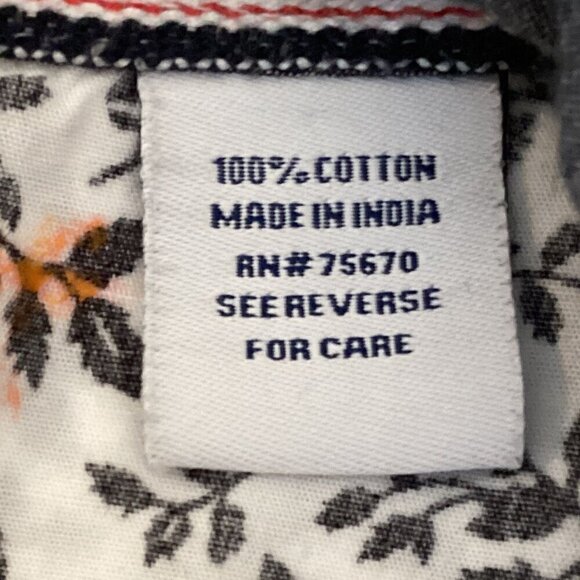 100% COTTON
MADE IN INDIA
RN# 75670
SEE REVERSE
FOR CARE